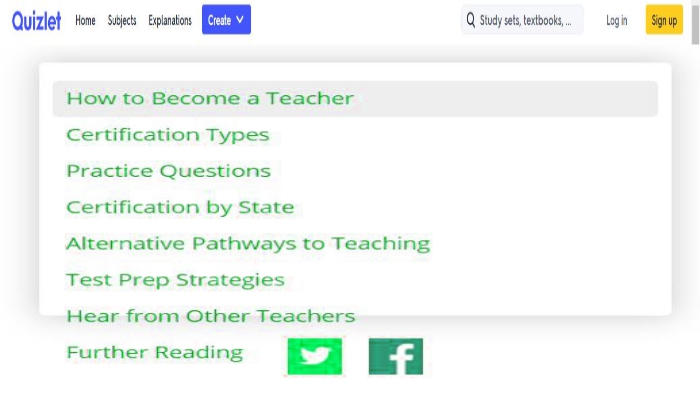 Quizlet Home Subjects Explanations Create Study sets, textbooks, ... Log in Sign up
How to Become a Teacher
Certification Types
Practice Questions
Certification by State
Alternative Pathways to Teaching
Test Prep Strategies
Hear from Other Teachers
Further Reading